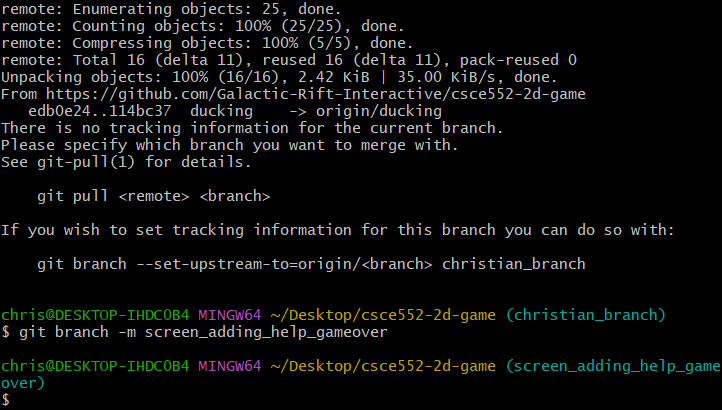 remote: Enumerating objects: 25, done.
remote: Counting objects: 100% (25/25), done.
remote: Compressing objects: 100% (5/5), done.
remote: Total 16 (delta 11), reused 16 (delta 11), pack-reused 0
Unpacking objects: 100% (16/16), 2.42 KiB | 35.00 KiB/s, done.
From https://github.com/Galactic-Rift-Interactive/csce552-2d-game
   edb0e24..114bc37  ducking    -> origin/ducking
There is no tracking information for the current branch.
Please specify which branch you want to merge with.
See git-pull(1) for details.
    git pull <remote> <branch>
If you wish to set tracking information for this branch you can do so with:
    git branch --set-upstream-to=origin/<branch> christian_branch
chris@DESKTOP-IHDC0B4 MINGW64 ~/Desktop/csce552-2d-game (christian_branch)
$ git branch -m screen_adding_help_gameover
chris@DESKTOP-IHDC0B4 MINGW64 ~/Desktop/csce552-2d-game (screen_adding_help_game
over)
$